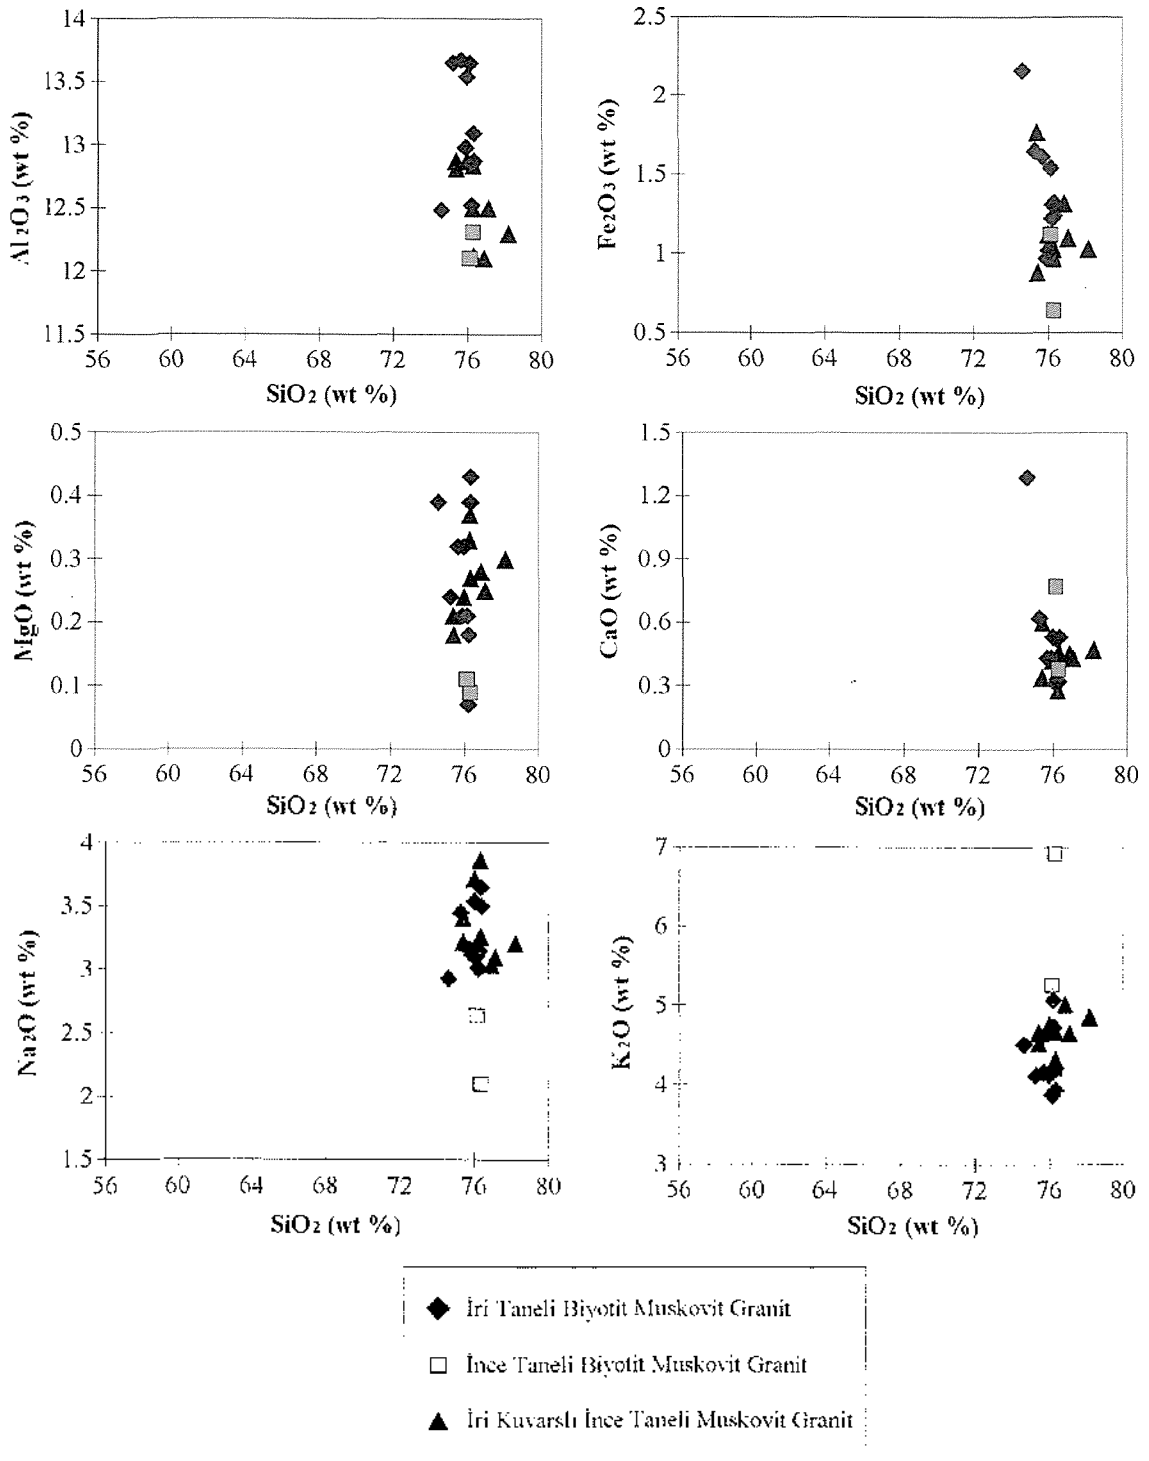 14
13.5
13
12.5
12
11.5
Al2O3 (wt %)
56 60 64 68 72 76 80
SiO2 (wt %)
2.5
2
1.5
1
0.5
Fe2O3 (wt %)
56 60 64 68 72 76 80
SiO2 (wt %)
0.5
0.4
0.3
0.2
0.1
0
MgO (wt %)
56 60 64 68 72 76 80
SiO2 (wt %)
1.5
1.2
0.9
0.6
0.3
0
CaO (wt %)
56 60 64 68 72 76 80
SiO2 (wt %)
4
3.5
3
2.5
2
1.5
Na2O (wt %)
56 60 64 68 72 76 80
SiO2 (wt %)
7
6
5
4
3
K2O (wt %)
56 60 64 68 72 76 80
SiO2 (wt %)
İri Taneli Biyotit Muskovit Granit
İnce Taneli Biyotit Muskovit Granit
İri Kuvarslı İnce Taneli Muskovit Granit